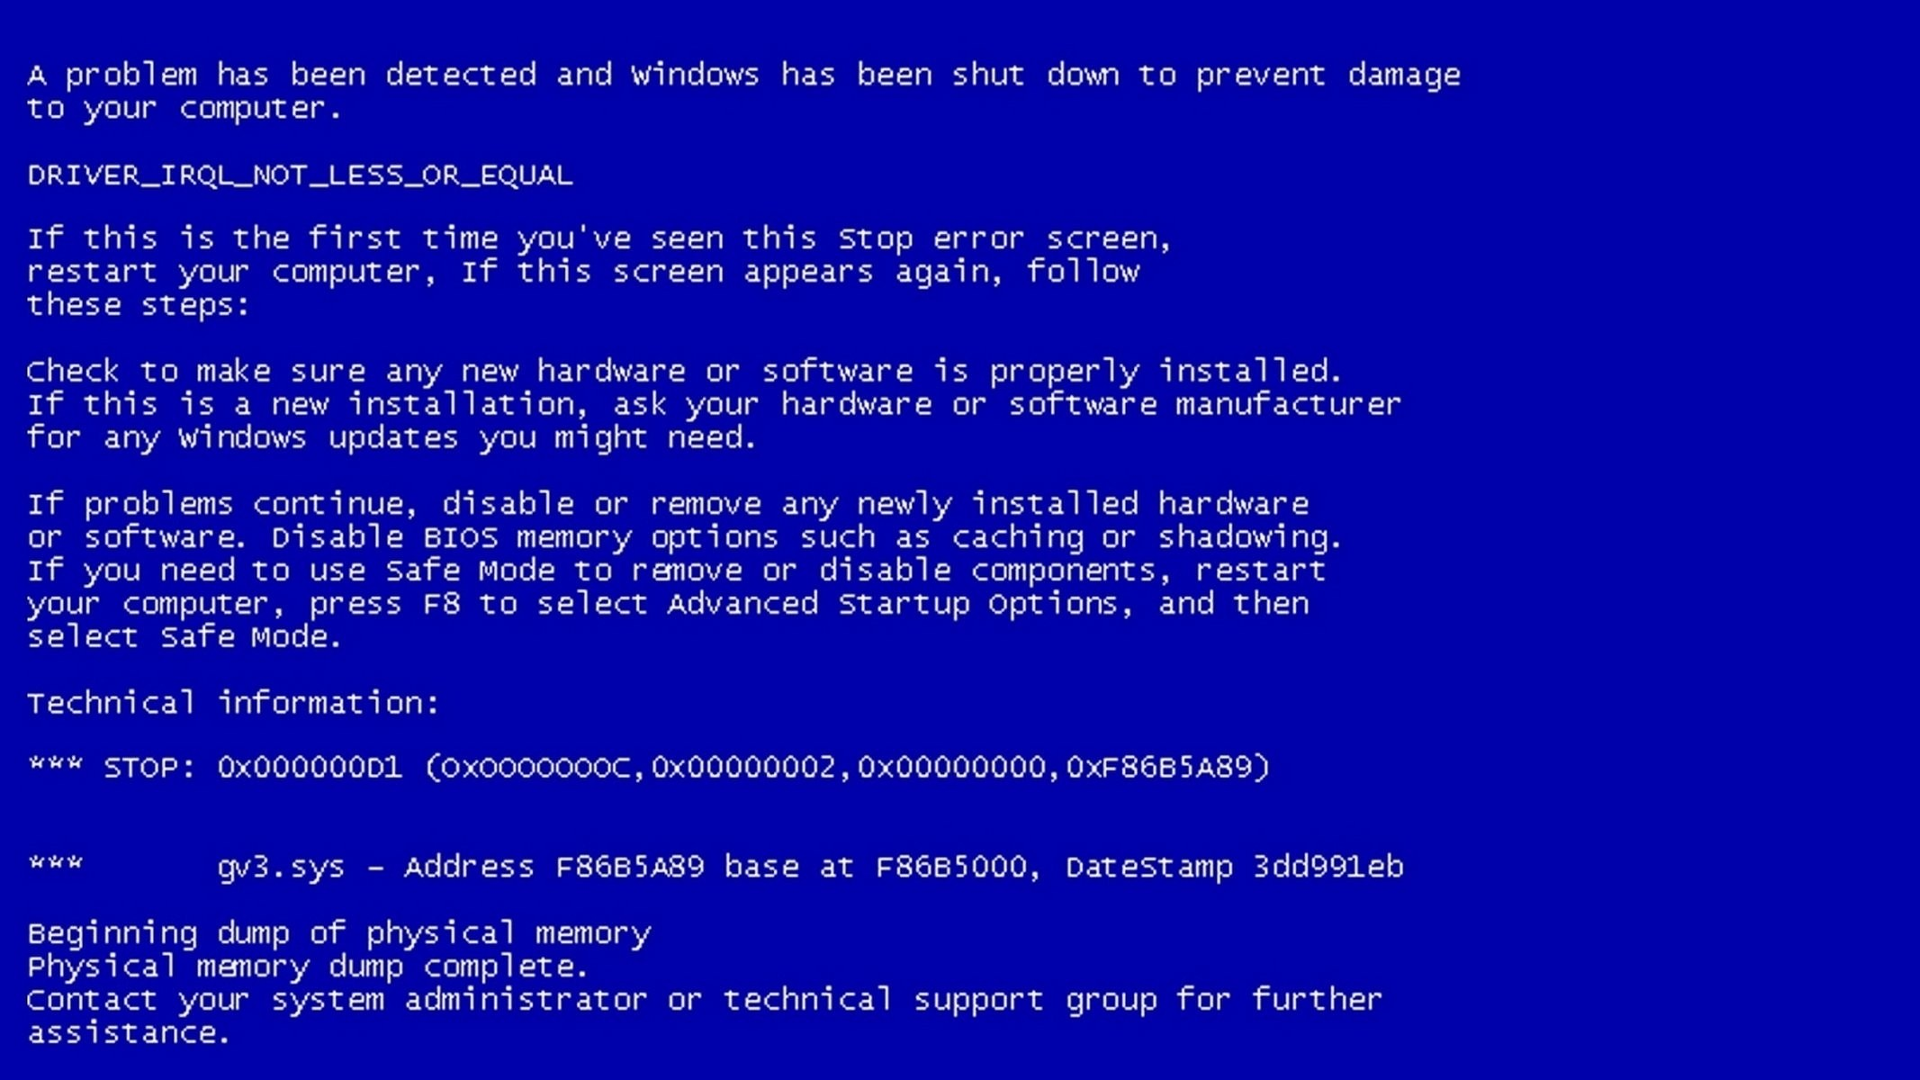 A problem has been detected and Windows has been shut down to prevent damage
to your computer.
DRIVER_IRQL_NOT_LESS_OR_EQUAL
If this is the first time you've seen this Stop error screen,
restart your computer, If this screen appears again, follow
these steps:
Check to make sure any new hardware or software is properly installed.
If this is a new installation, ask your hardware or software manufacturer
for any Windows updates you might need.
If problems continue, disable or remove any newly installed hardware
or software. Disable BIOS memory options such as caching or shadowing.
If you need to use Safe Mode to remove or disable components, restart
your computer, press F8 to select Advanced Startup Options, and then
select Safe Mode.
Technical information:
*** STOP: 0x000000D1 (0x0000000C,0x00000002,0x00000000,0xF86B5A89)
*** gv3.sys – Address F86B5A89 base at F86B5000, DateStamp 3dd991eb
Beginning dump of physical memory
Physical memory dump complete.
Contact your system administrator or technical support group for further
assistance.